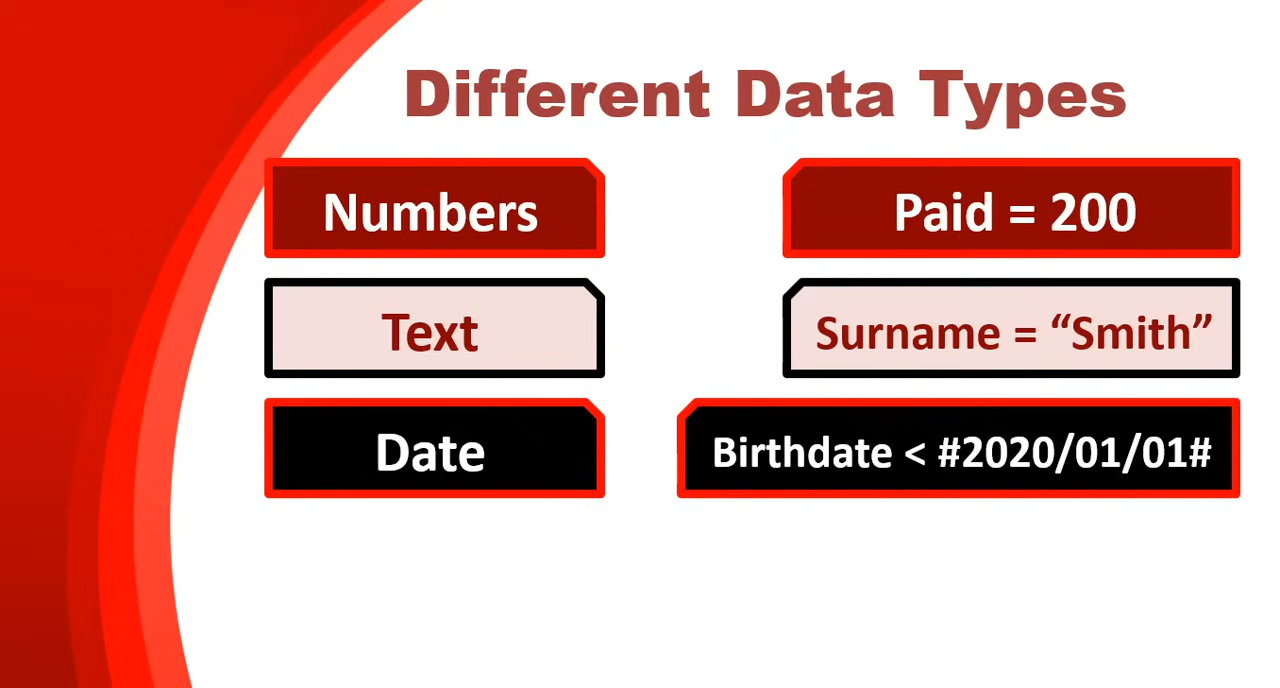 Different Data Types
Numbers
Paid = 200
Text
Surname = “Smith”
Date
Birthdate < #2020/01/01#